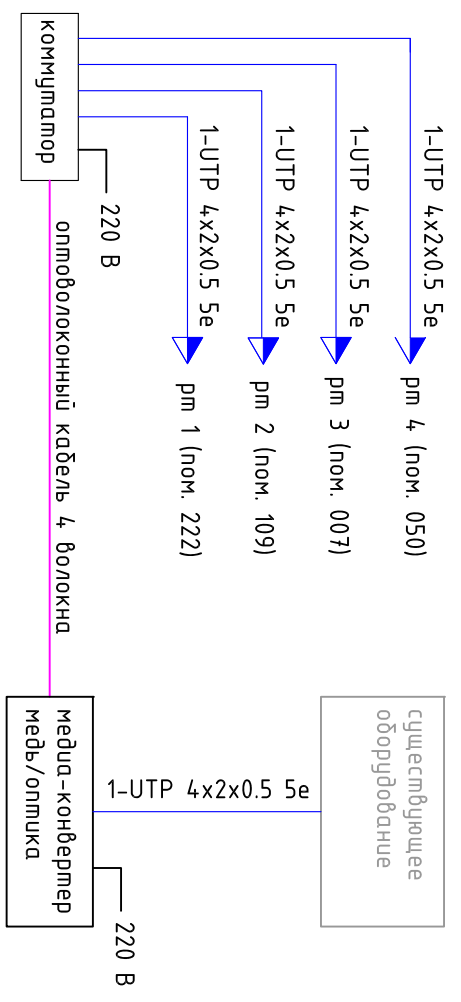 1-UTP 4x2x0.5 5e
рт 4 (пом. 050)
1-UTP 4x2x0.5 5e
рт 3 (пом. 007)
1-UTP 4x2x0.5 5e
рт 2 (пом. 109)
1-UTP 4x2x0.5 5e
рт 1 (пом. 222)
220 В
коммутатор
оптоволоконный кабель 4 волокна
существующее
оборудование
1-UTP 4x2x0.5 5e
220 В
медиа-конвертер
медь/оптика